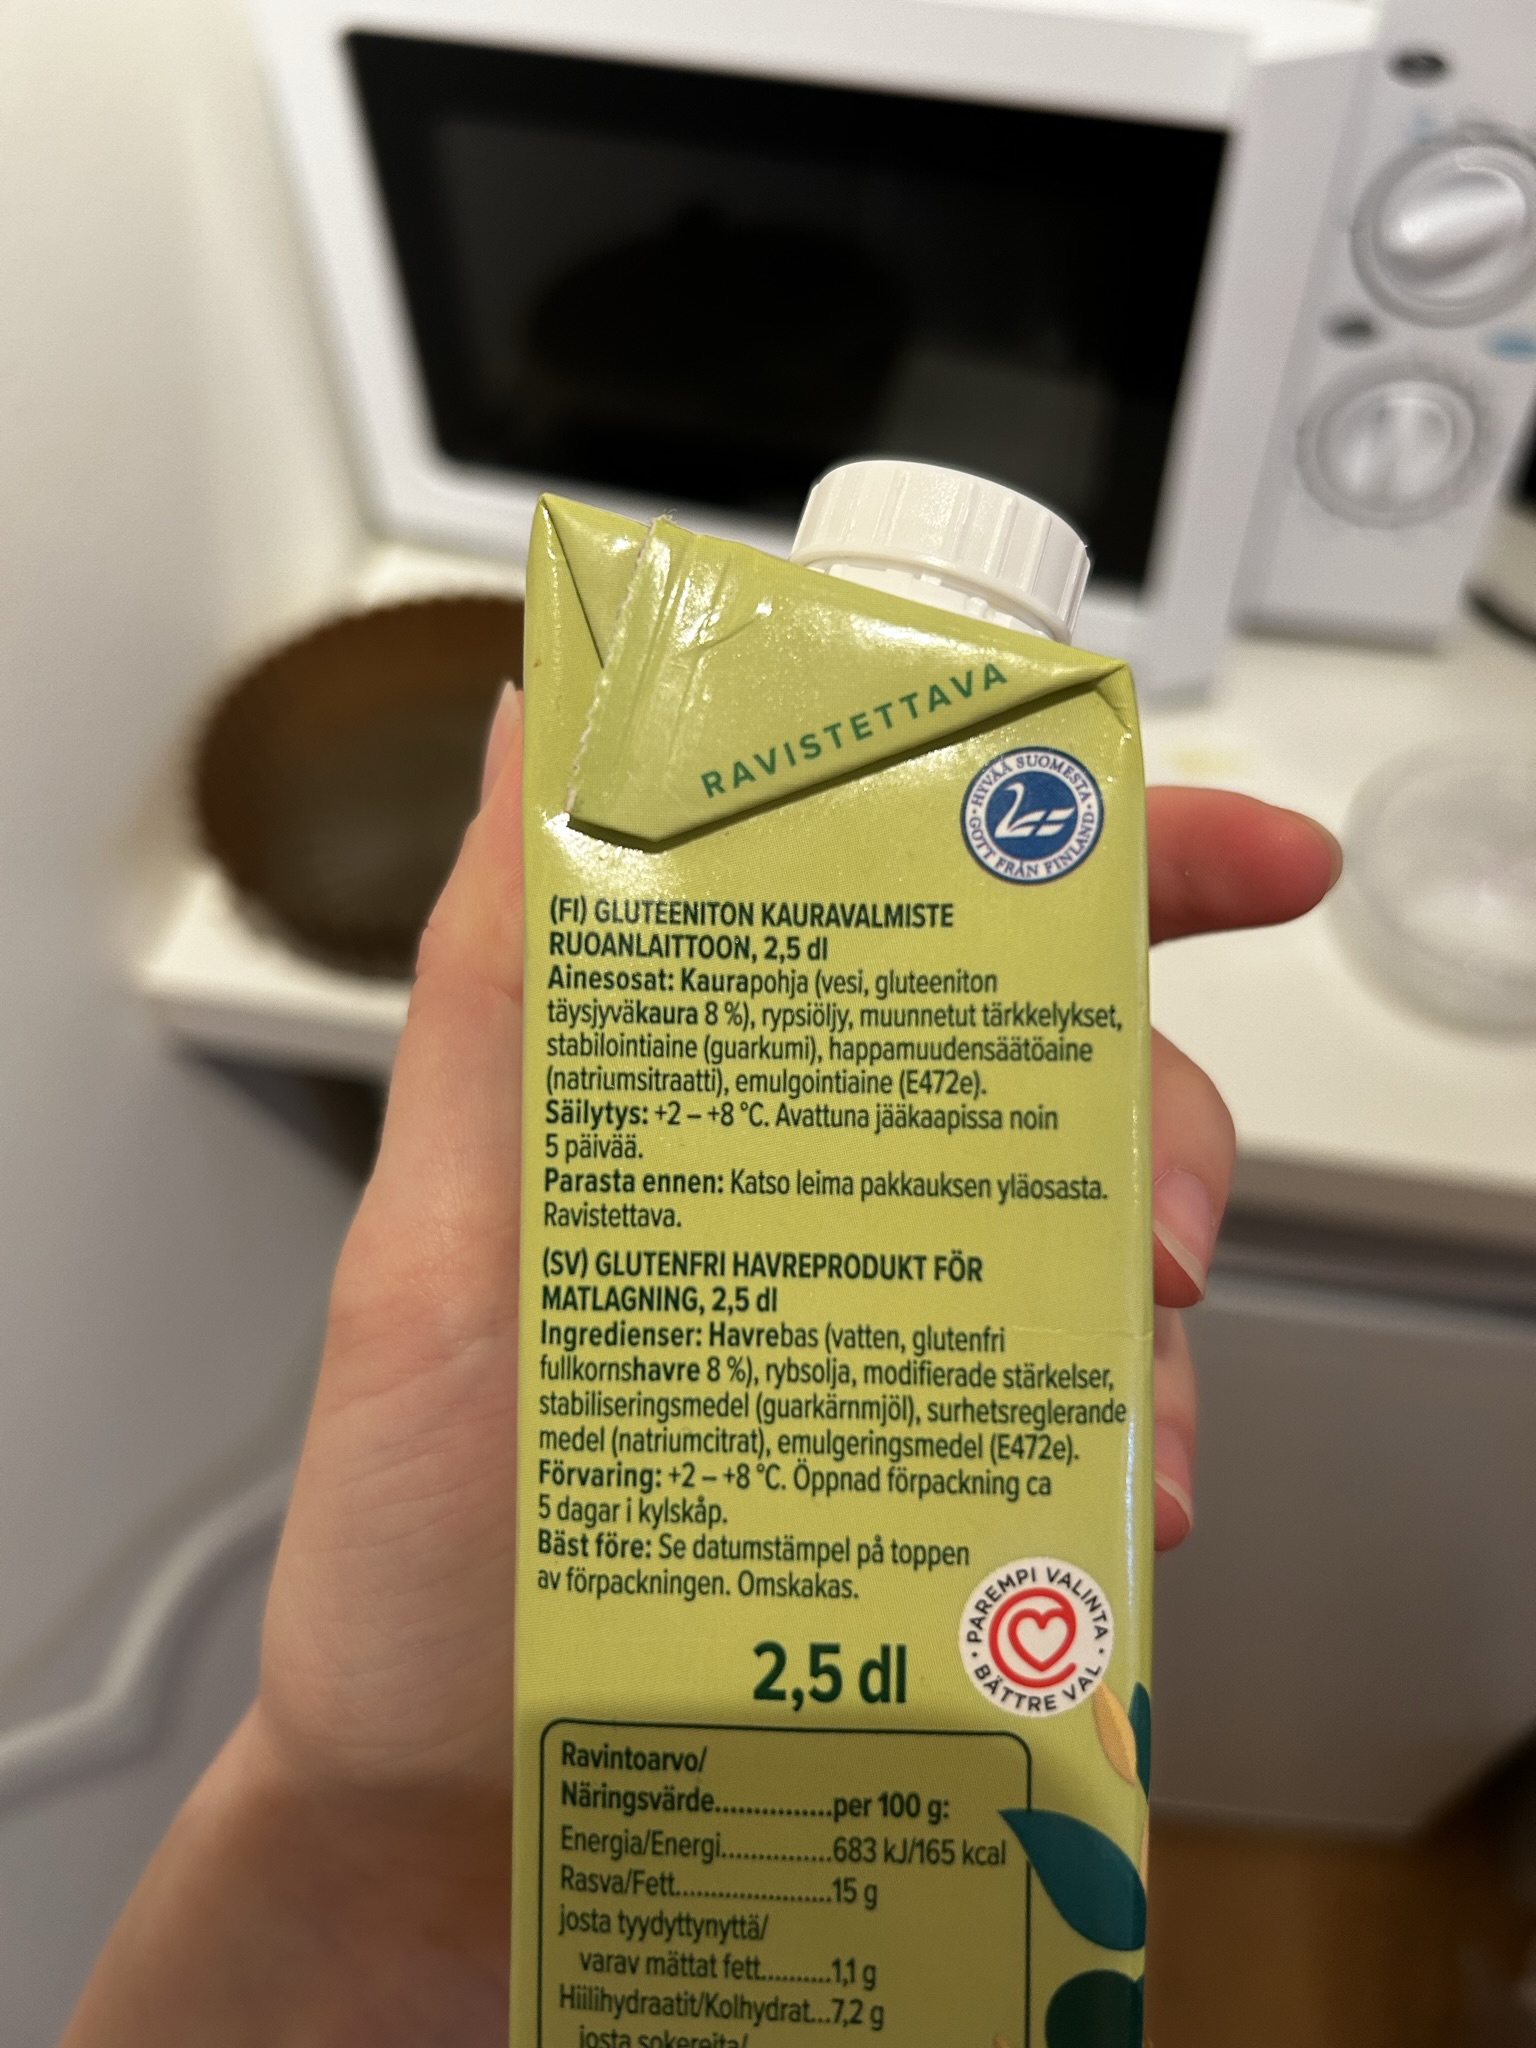 RAVISTETTAVA
HYVÄÄ SUOMESTA
GOTT FRÅN FINLAND
(FI) GLUTEENITON KAURAVALMISTE
RUOANLAITTOON, 2,5 dl
Ainesosat: Kaurapohja (vesi, gluteeniton
täysjyväkaura 8 %), rypsiöljy, muunnetut tärkkelykset,
stabilointiaine (guarkumi), happamuudensäätöaine
(natriumsitraatti), emulgointiaine (E472e).
Säilytys: +2 – +8 °C. Avattuna jääkaapissa noin
5 päivää.
Parasta ennen: Katso leima pakkauksen yläosasta.
Ravistettava.
(SV) GLUTENFRI HAVREPRODUKT FÖR
MATLAGNING, 2,5 dl
Ingredienser: Havrebas (vatten, glutenfri
fullkornshavre 8 %), rybsolja, modifierade stärkelser,
stabiliseringsmedel (guarkärnmjöl), surhetsreglerande
medel (natriumcitrat), emulgeringsmedel (E472e).
Förvaring: +2 – +8 °C. Öppnad förpackning ca
5 dagar i kylskåp.
Bäst före: Se datumstämpel på toppen
av förpackningen. Omskakas.
PAREMPI VALINTA
BÄTTRE VAL
2,5 dl
Ravintoarvo/
Näringsvärde................per 100 g:
Energia/Energi...............683 kJ/165 kcal
Rasva/Fett.....................15 g
josta tyydyttynyttä/
varav mättat fett..........1,1 g
Hiilihydraatit/Kolhydrat...7,2 g
josta sokereita/